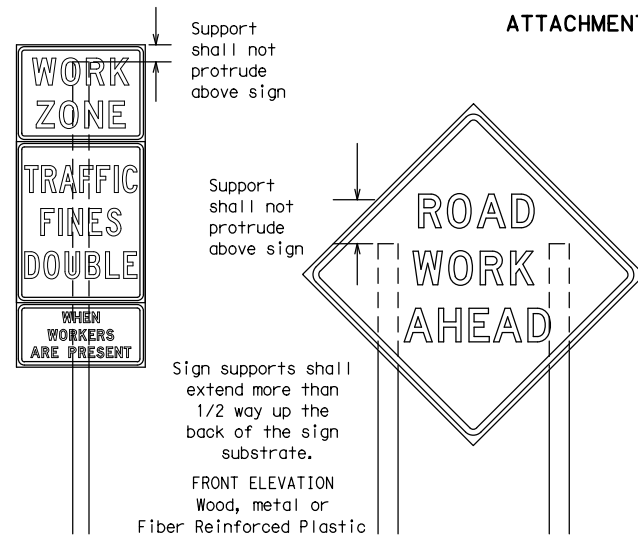 ATTACHMENT
Support
shall not
protrude
above sign
WORK
ZONE
TRAFFIC
FINES
DOUBLE
WHEN
WORKERS
ARE PRESENT
Support
shall not
protrude
above sign
ROAD
WORK
AHEAD
Sign supports shall
extend more than
1/2 way up the
back of the sign
substrate.
FRONT ELEVATION
Wood, metal or
Fiber Reinforced Plastic